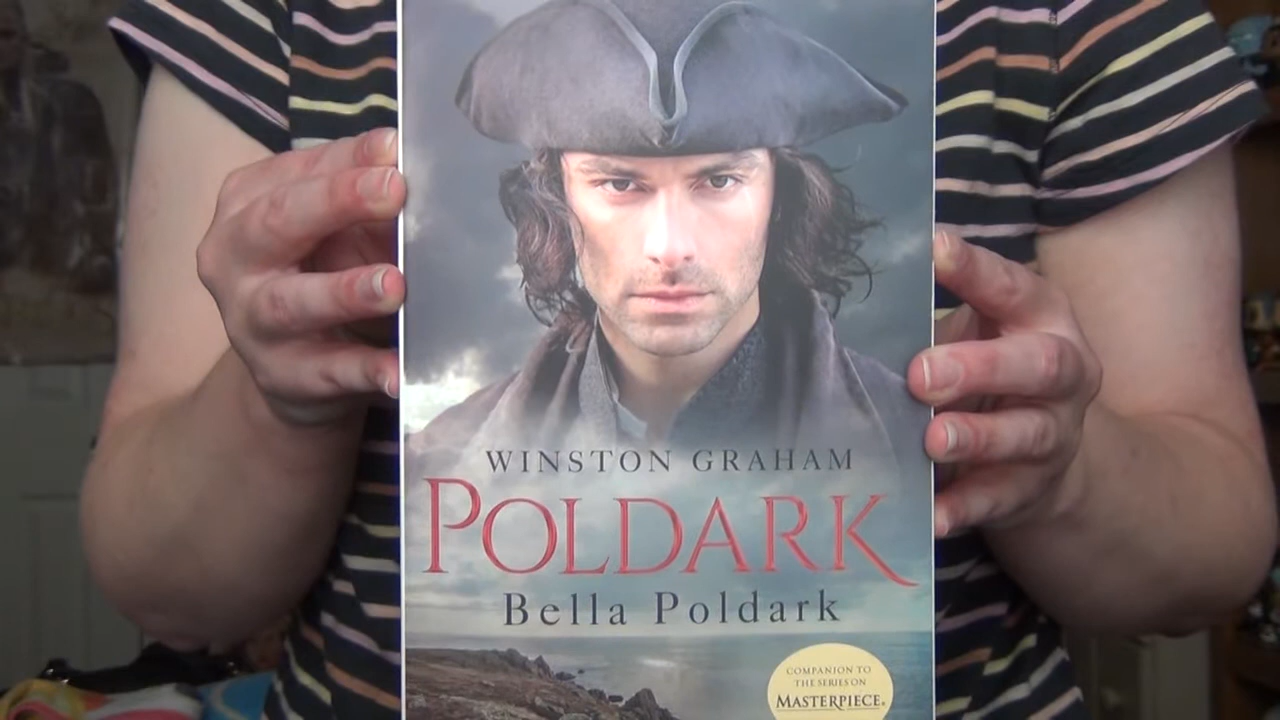 WINSTON GRAHAM
POLDARK
Bella Poldark
COMPANION TO
THE SERIES ON
MASTERPIECE.